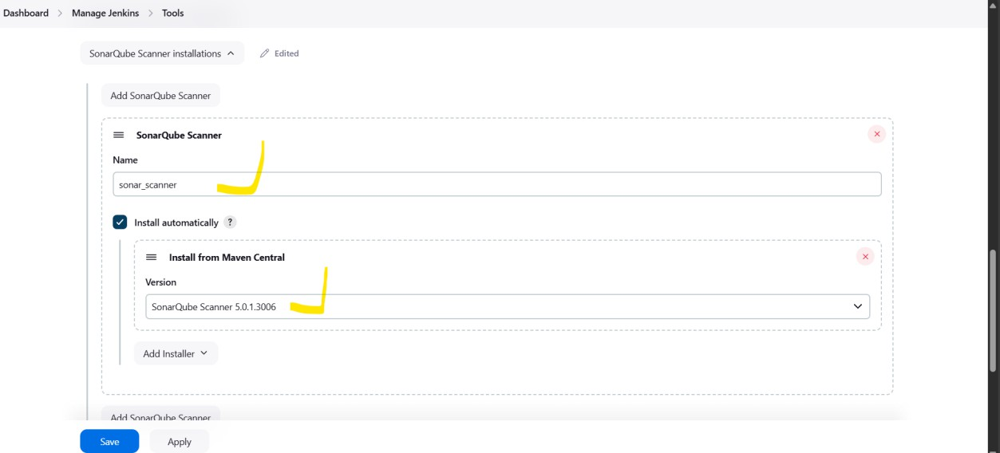 Dashboard > Manage Jenkins > Tools
SonarQube Scanner installations Edited
Add SonarQube Scanner
SonarQube Scanner
Name
sonar_scanner
Install automatically ?
Install from Maven Central
Version
SonarQube Scanner 5.0.1.3006
Add Installer
Add SonarQube Scanner
Save Apply